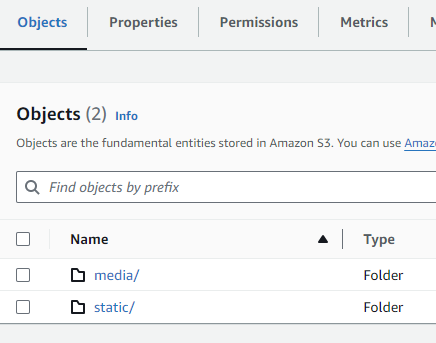 Objects Properties Permissions Metrics
Objects (2) Info
Objects are the fundamental entities stored in Amazon S3. You can use
Find objects by prefix
Name Type
media/ Folder
static/ Folder